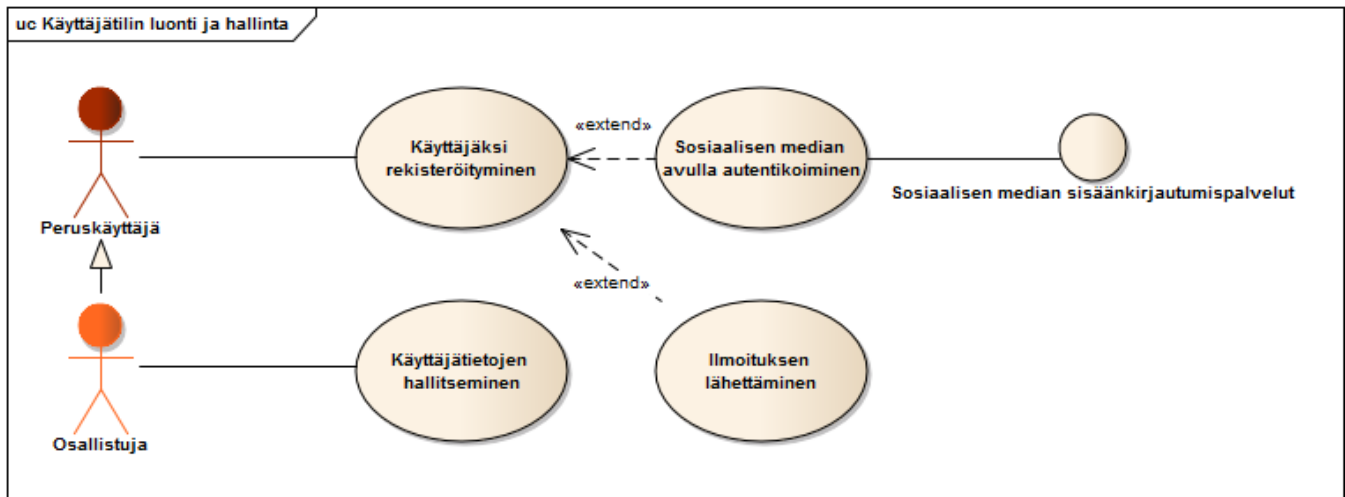 uc Käyttäjätilin luonti ja hallinta
Peruskäyttäjä
Käyttäjäksi
rekisteröityminen
«extend»
Sosiaalisen median
avulla autentikoiminen
Sosiaalisen median sisäänkirjautumispalvelut
«extend»
Osallistuja
Käyttäjätietojen
hallitseminen
Ilmoituksen
lähettäminen